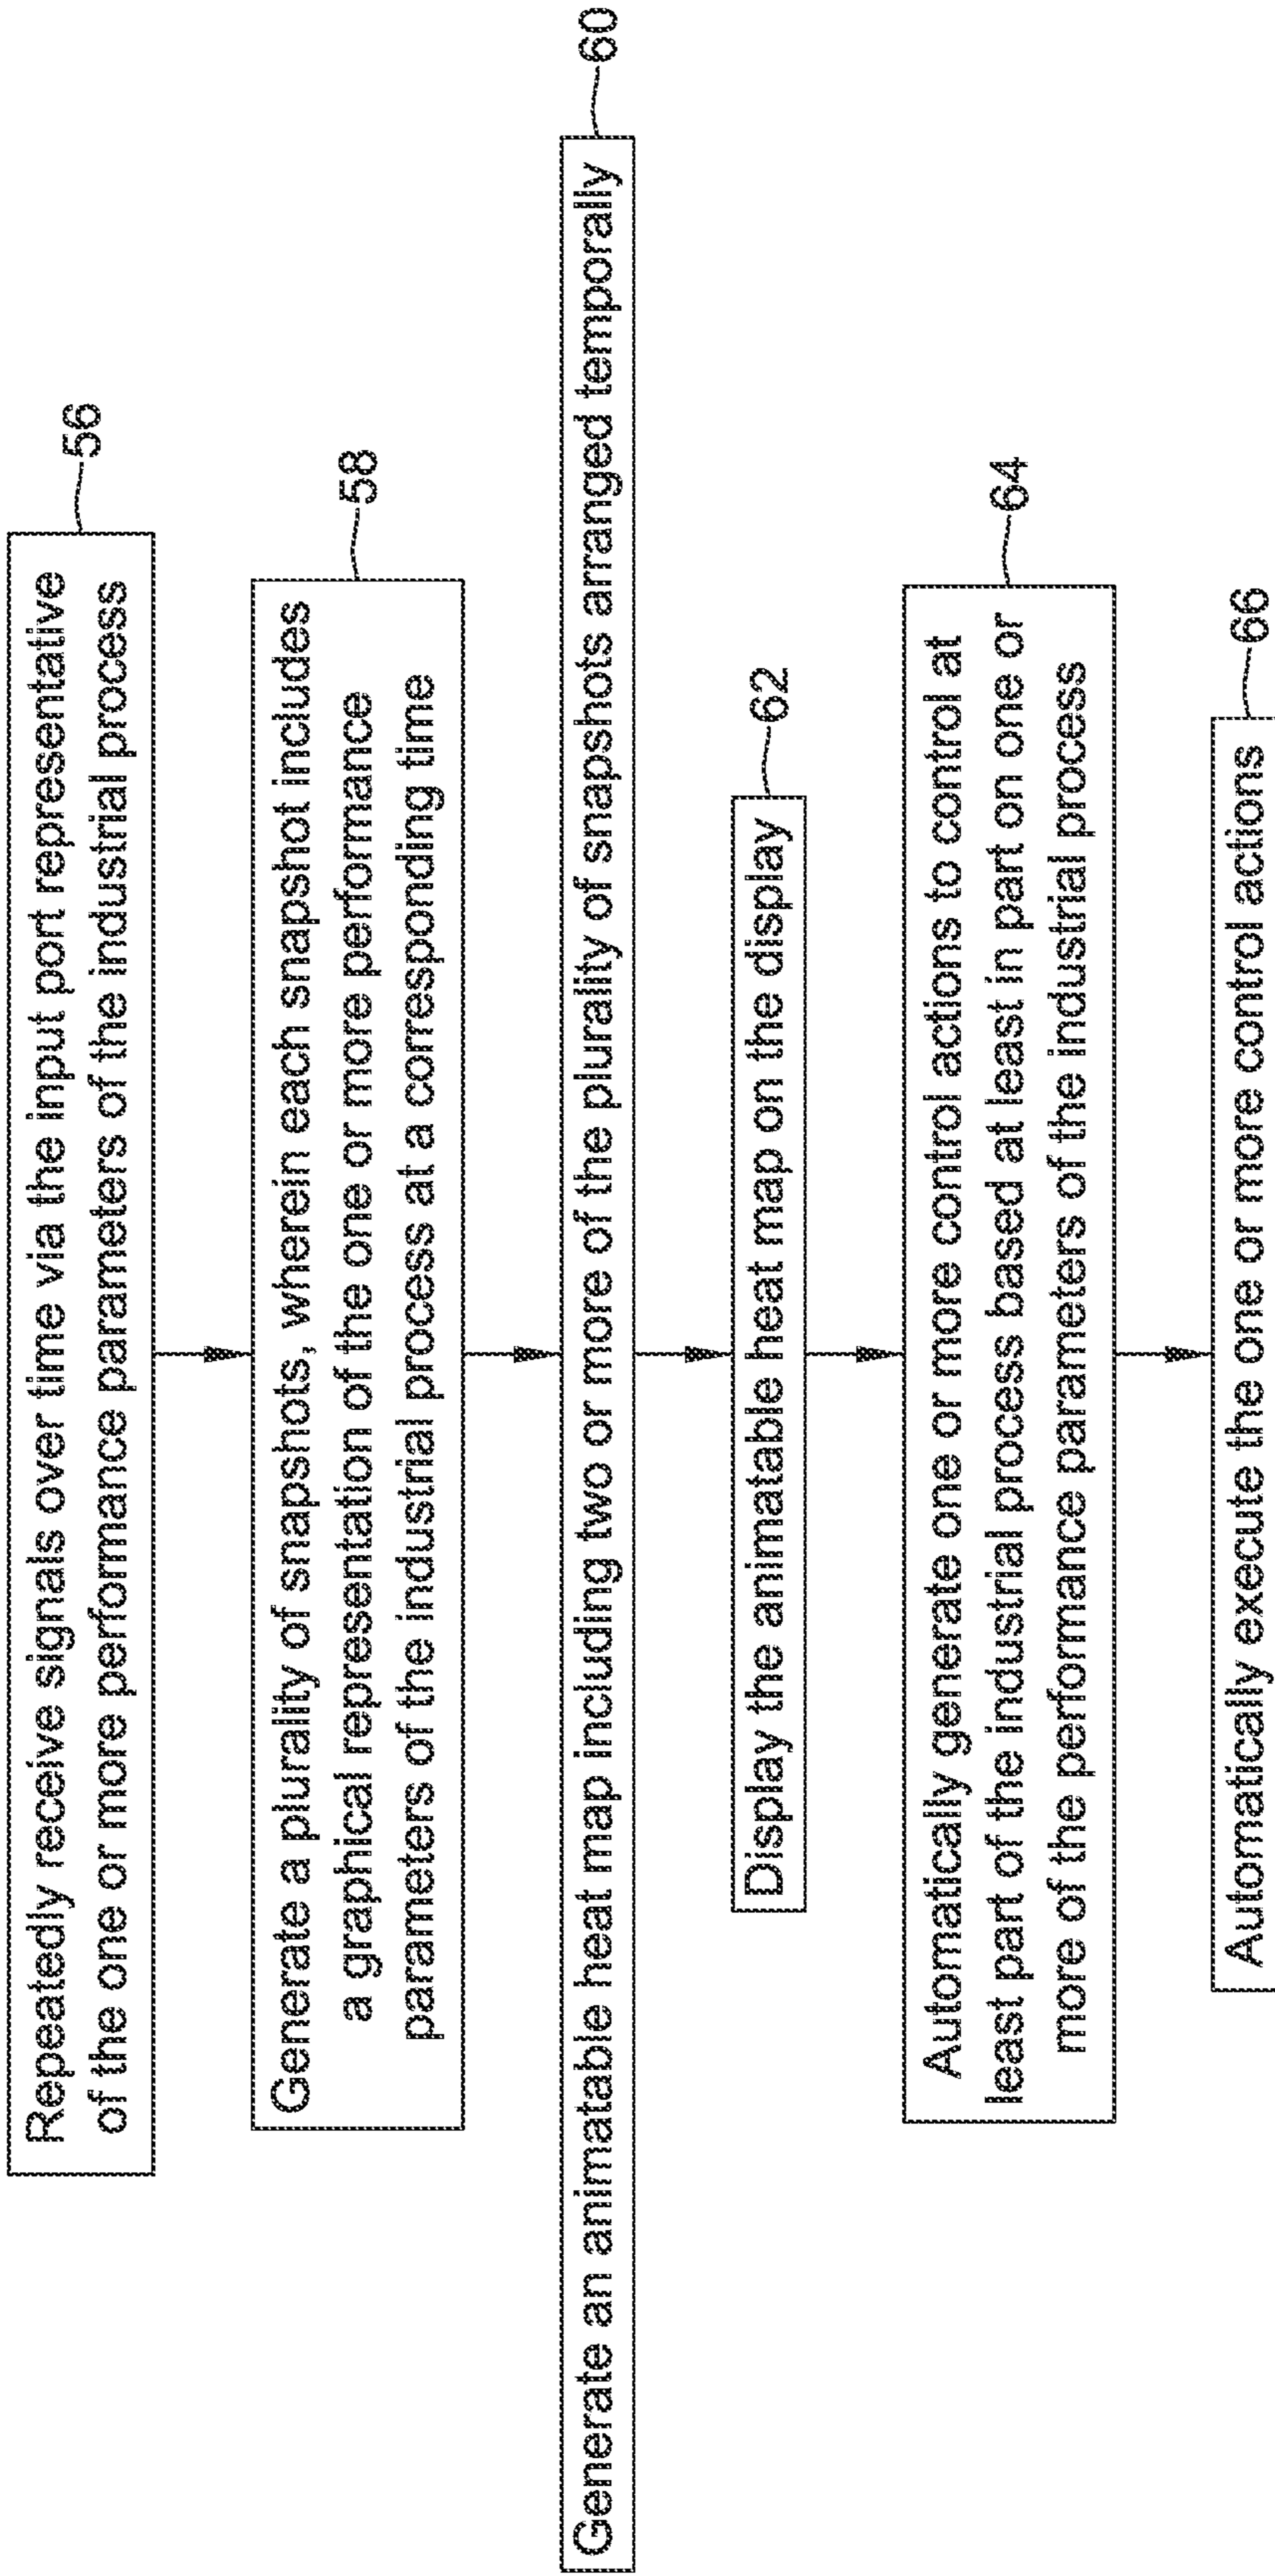 Repeatedly receive signals over time via the input port representative
of the one or more performance parameters of the industrial process
56
Generate a plurality of snapshots, wherein each snapshot includes
a graphical representation of the one or more performance
parameters of the industrial process at a corresponding time
58
Generate an animatable heat map including two or more of the plurality of snapshots arranged temporally
60
Display the animatable heat map on the display
62
Automatically generate one or more control actions to control at
least part of the industrial process based at least in part on one or
more of the performance parameters of the industrial process
64
Automatically execute the one or more control actions
66